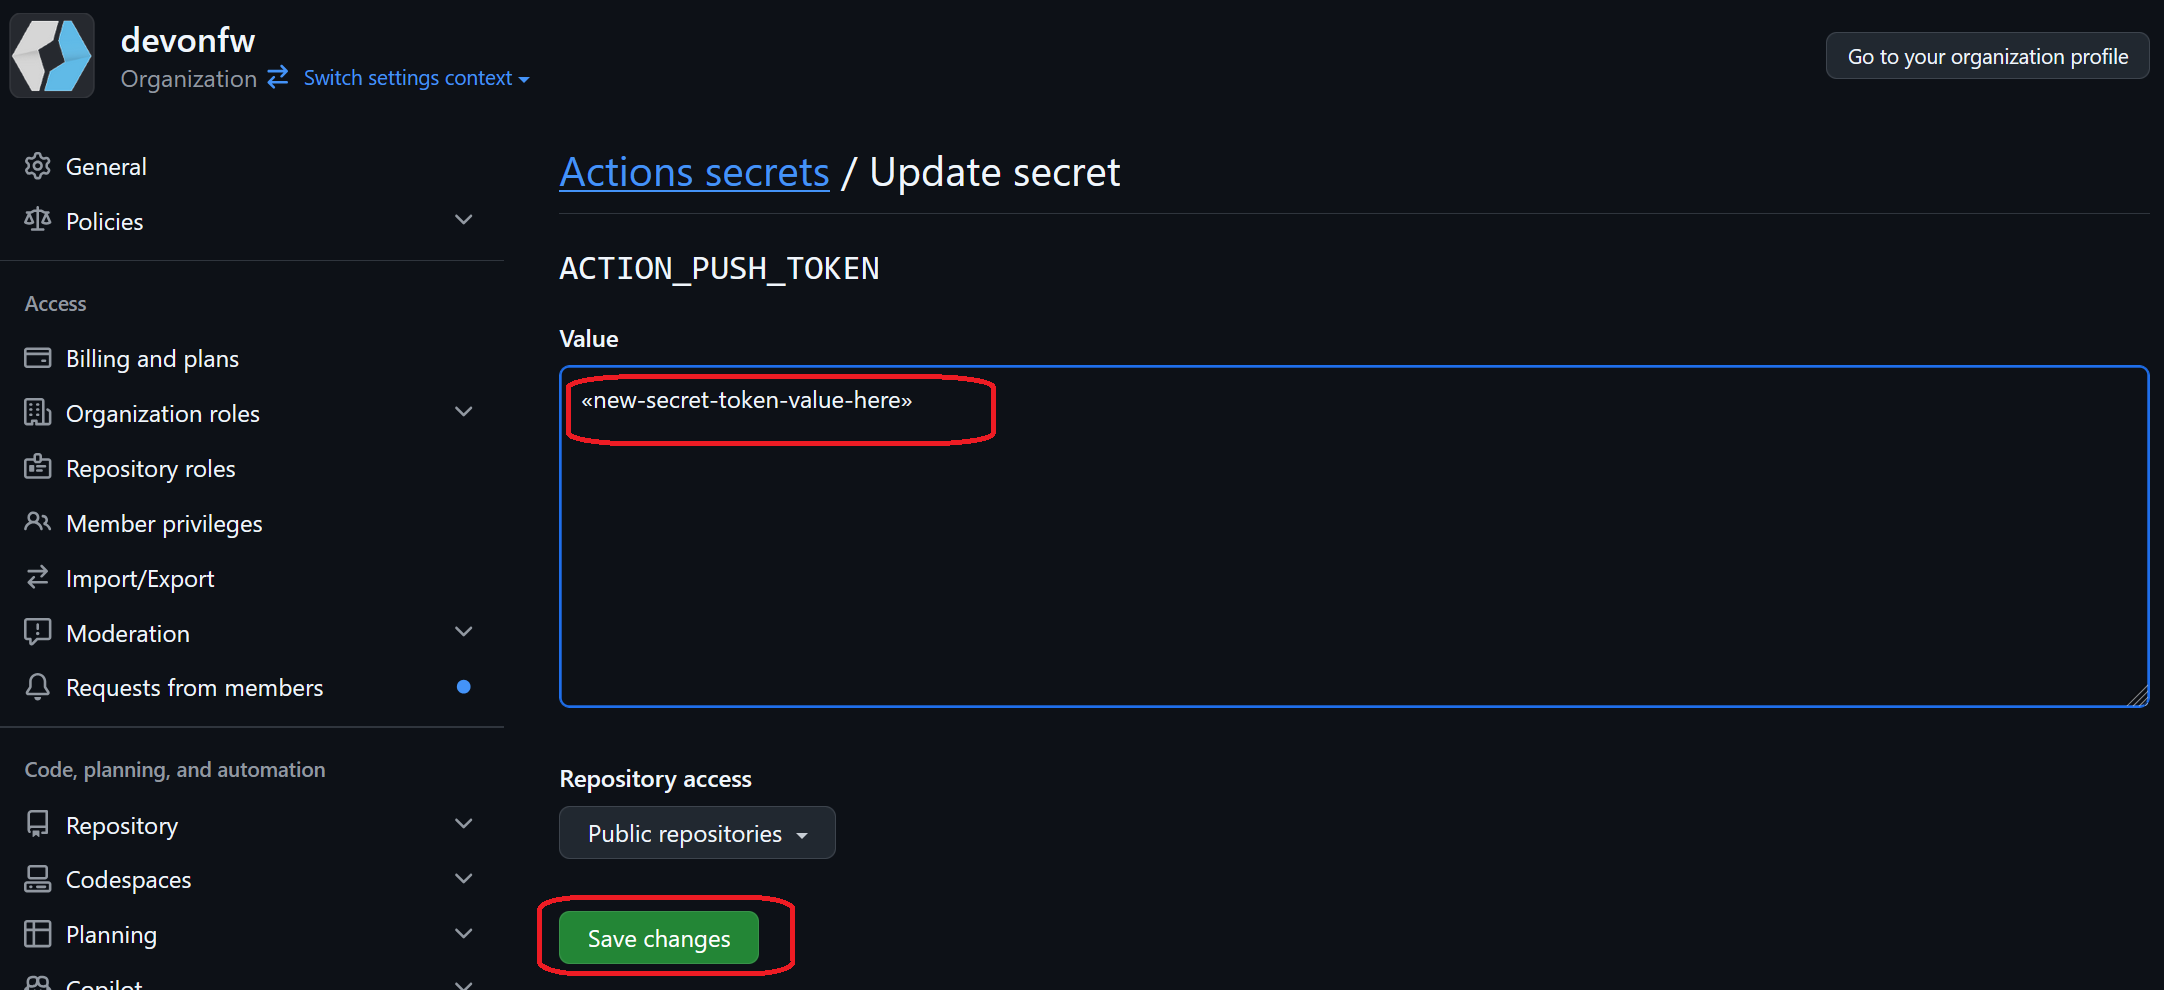 devonfw
Organization Switch settings context
Go to your organization profile
General
Policies
Access
Billing and plans
Organization roles
Repository roles
Member privileges
Import/Export
Moderation
Requests from members
Code, planning, and automation
Repository
Codespaces
Planning
Copilot
Actions secrets / Update secret
ACTION_PUSH_TOKEN
Value
«new-secret-token-value-here»
Repository access
Public repositories
Save changes